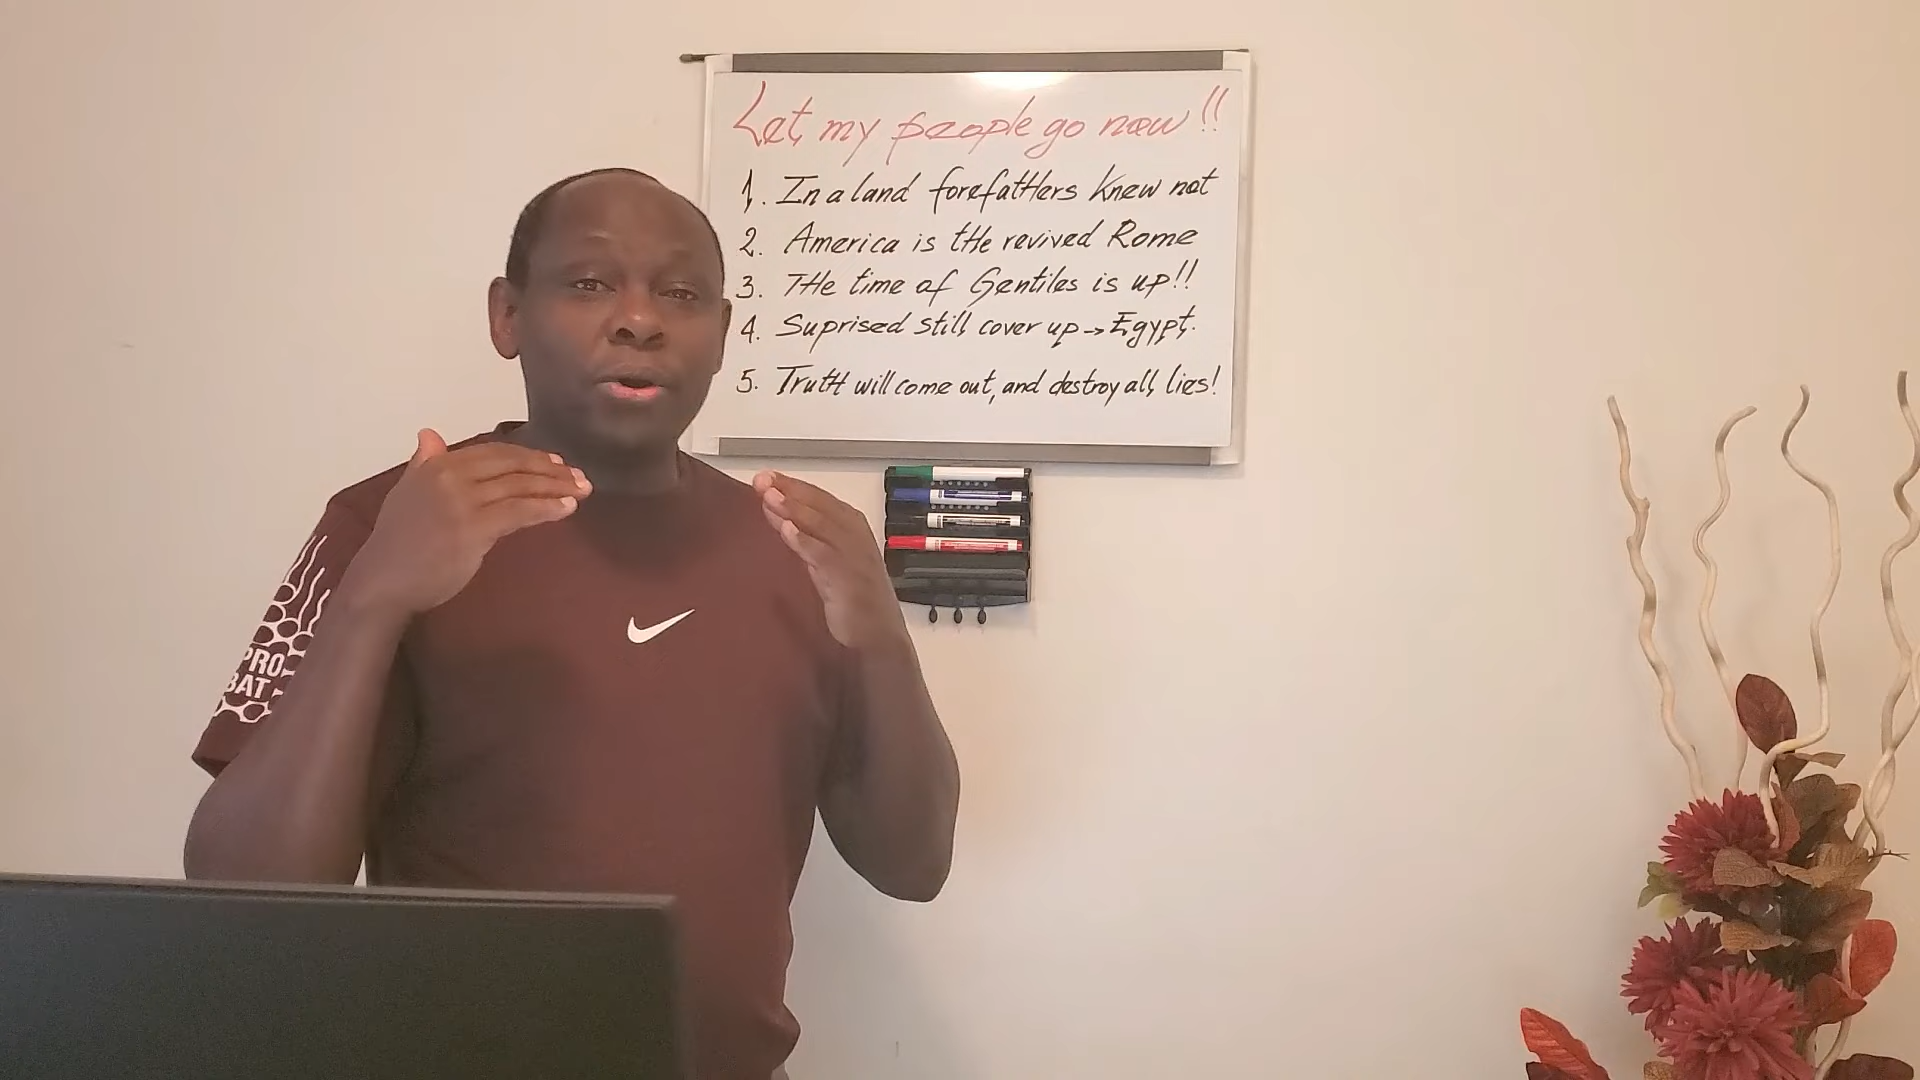 Let my people go now!!
1. In a land forefathers knew not
2. America is the revived Rome
3. The time of Gentiles is up!!
4. Suprised still cover up → Egypt.
5. Truth will come out, and destroy all lies!
PRO
BAT